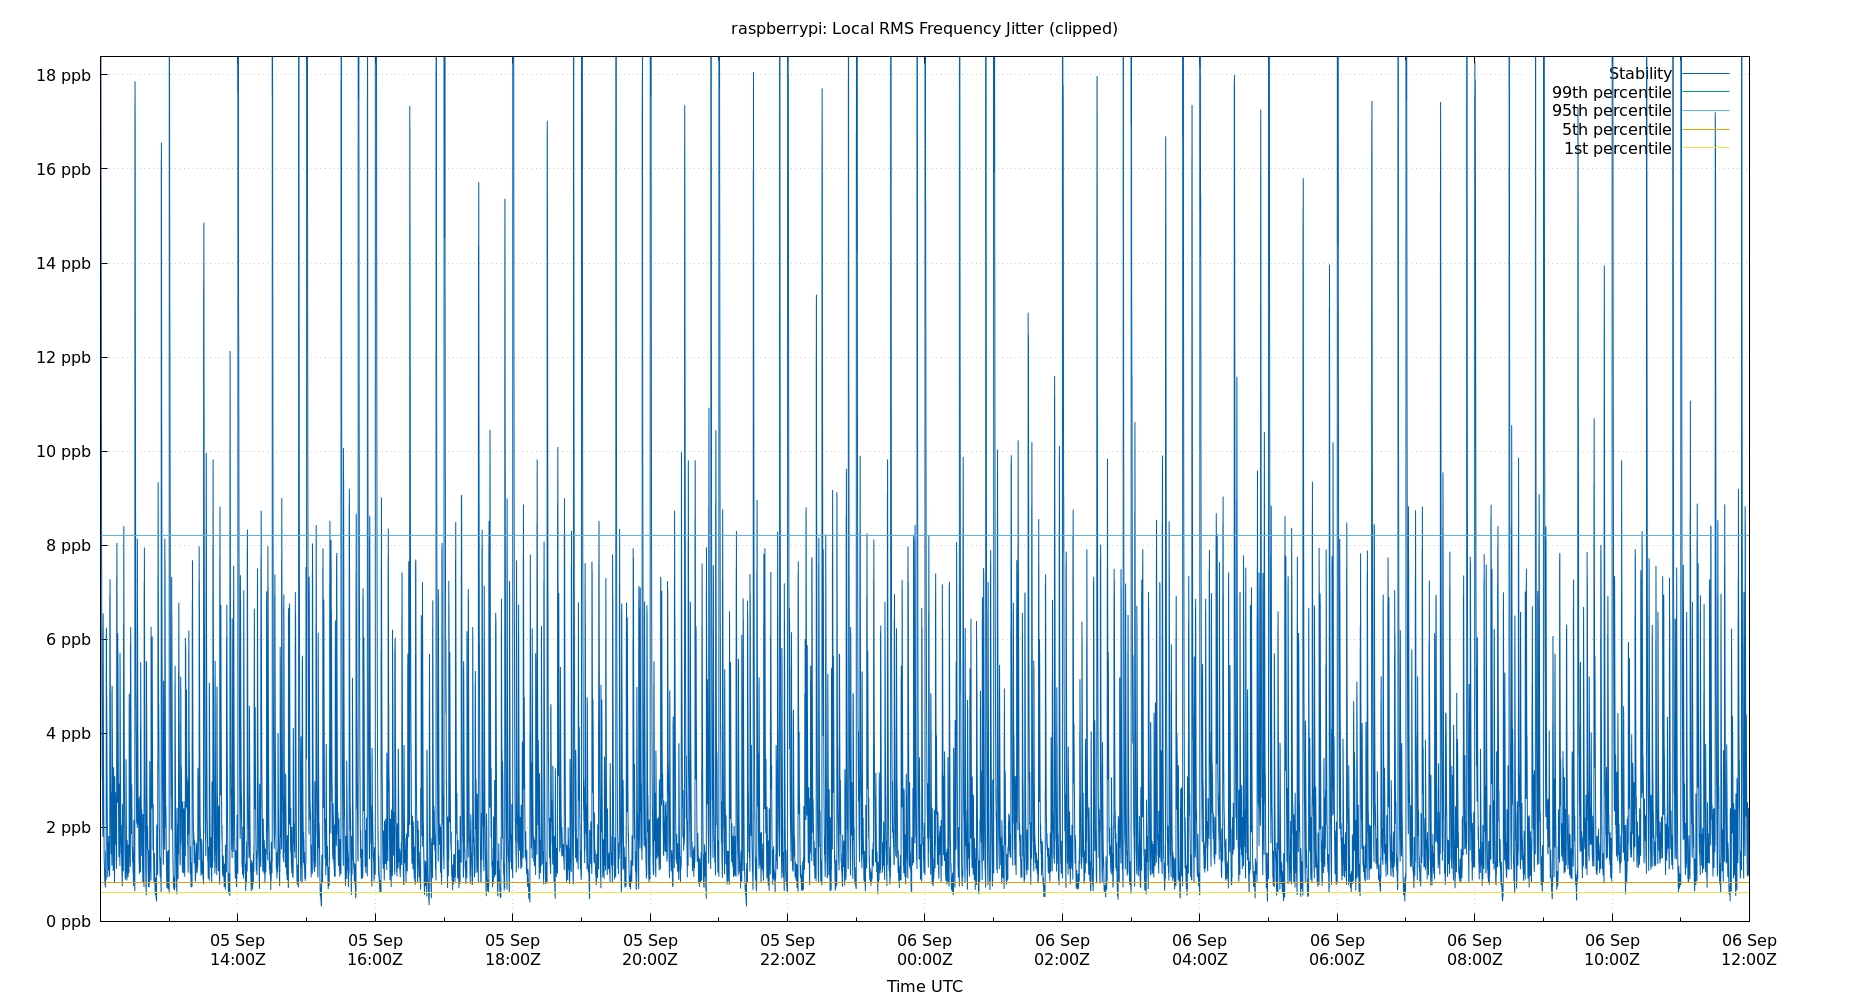 raspberrypi: Local RMS Frequency Jitter (clipped)
18 ppb
16 ppb
14 ppb
12 ppb
10 ppb
8 ppb
6 ppb
4 ppb
2 ppb
0 ppb
Stability
99th percentile
95th percentile
5th percentile
1st percentile
05 Sep 05 Sep 05 Sep 05 Sep 05 Sep 06 Sep 06 Sep 06 Sep 06 Sep 06 Sep 06 Sep 06 Sep
14:00Z 16:00Z 18:00Z 20:00Z 22:00Z 00:00Z 02:00Z 04:00Z 06:00Z 08:00Z 10:00Z 12:00Z
Time UTC